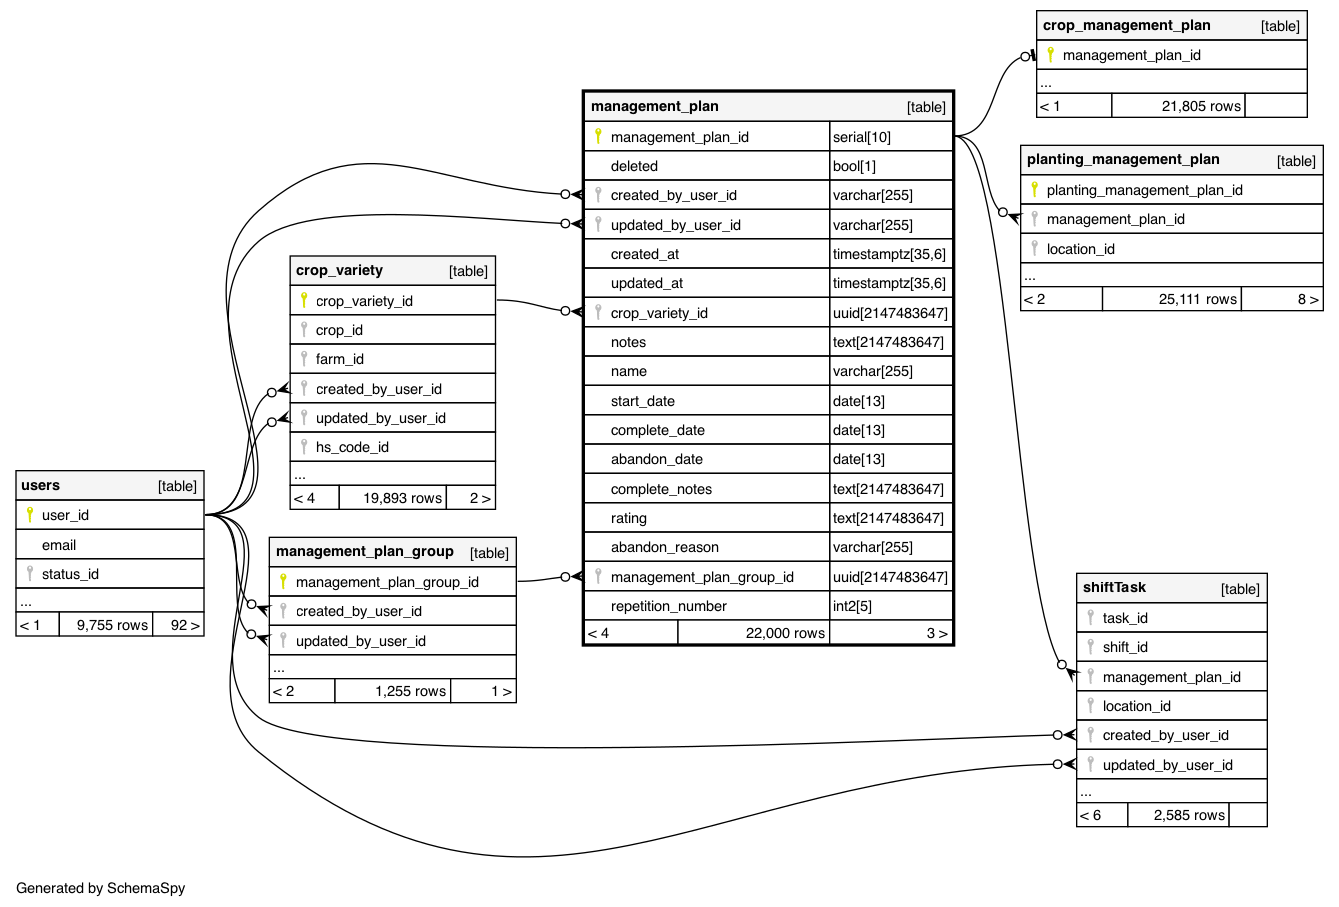 crop_management_plan [table]
management_plan_id
...
< 1 21,805 rows
management_plan [table]
management_plan_id serial[10]
deleted bool[1]
created_by_user_id varchar[255]
updated_by_user_id varchar[255]
created_at timestamptz[35,6]
updated_at timestamptz[35,6]
crop_variety_id uuid[2147483647]
notes text[2147483647]
name varchar[255]
start_date date[13]
complete_date date[13]
abandon_date date[13]
complete_notes text[2147483647]
rating text[2147483647]
abandon_reason varchar[255]
management_plan_group_id uuid[2147483647]
repetition_number int2[5]
< 4 22,000 rows 3 >
planting_management_plan [table]
planting_management_plan_id
management_plan_id
location_id
...
< 2 25,111 rows 8 >
crop_variety [table]
crop_variety_id
crop_id
farm_id
created_by_user_id
updated_by_user_id
hs_code_id
...
< 4 19,893 rows 2 >
users [table]
user_id
email
status_id
...
< 1 9,755 rows 92 >
management_plan_group [table]
management_plan_group_id
created_by_user_id
updated_by_user_id
...
< 2 1,255 rows 1 >
shiftTask [table]
task_id
shift_id
management_plan_id
location_id
created_by_user_id
updated_by_user_id
...
< 6 2,585 rows
Generated by SchemaSpy